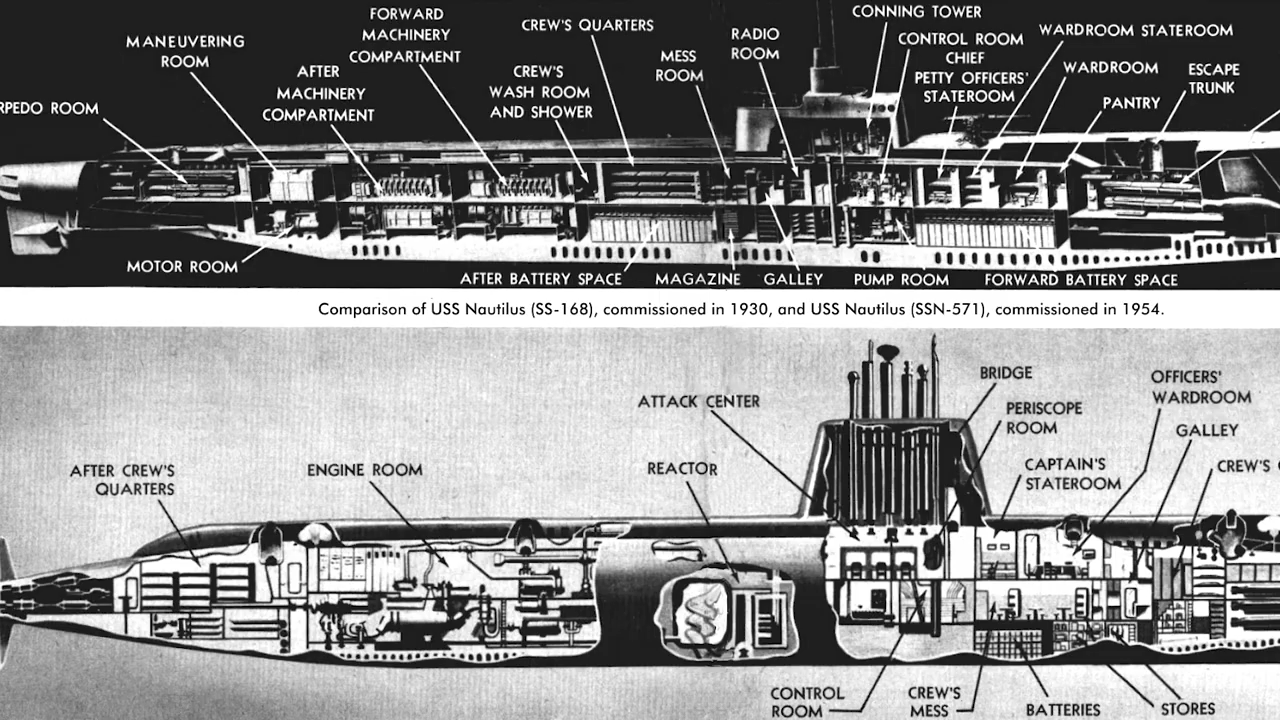 FORWARD
MACHINERY
COMPARTMENT
CREW'S QUARTERS
CONNING TOWER
MANEUVERING
ROOM
RADIO
ROOM
CONTROL ROOM
WARDROOM STATEROOM
AFTER
MACHINERY
COMPARTMENT
CREW'S
WASH ROOM
AND SHOWER
MESS
ROOM
CHIEF
PETTY OFFICERS'
STATEROOM
WARDROOM
ESCAPE
TRUNK
RPEDO ROOM
PANTRY
MOTOR ROOM
AFTER BATTERY SPACE
MAGAZINE
GALLEY
PUMP ROOM
FORWARD BATTERY SPACE
Comparison of USS Nautilus (SS-168), commissioned in 1930, and USS Nautilus (SSN-571), commissioned in 1954.
BRIDGE
OFFICERS'
WARDROOM
ATTACK CENTER
PERISCOPE
ROOM
GALLEY
AFTER CREW'S
QUARTERS
ENGINE ROOM
REACTOR
CAPTAIN'S
STATEROOM
CREW'S
CONTROL
ROOM
CREW'S
MESS
BATTERIES
STORES